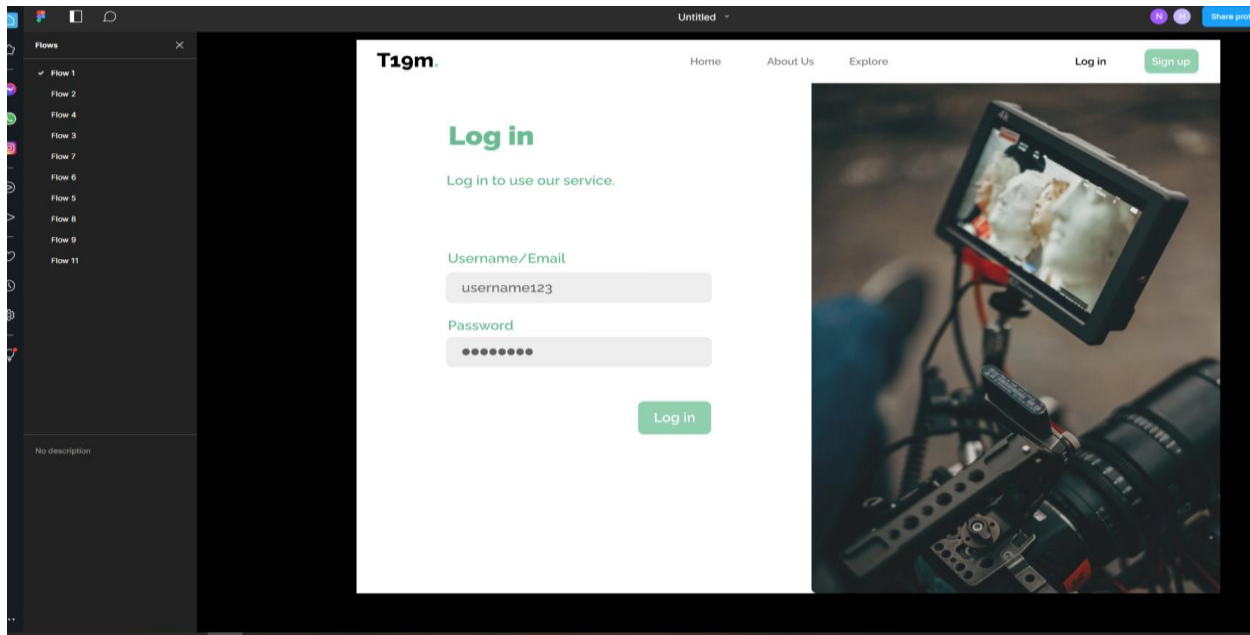 Untitled
N
H
Share prot
Flows
Flow 1
Flow 2
Flow 4
Flow 3
Flow 7
Flow 6
Flow 5
Flow 8
Flow 9
Flow 11
No description
T19m.
Home
About Us
Explore
Log in
Sign up
Log in
Log in to use our service.
Username/Email
username123
Password
Log in
4k